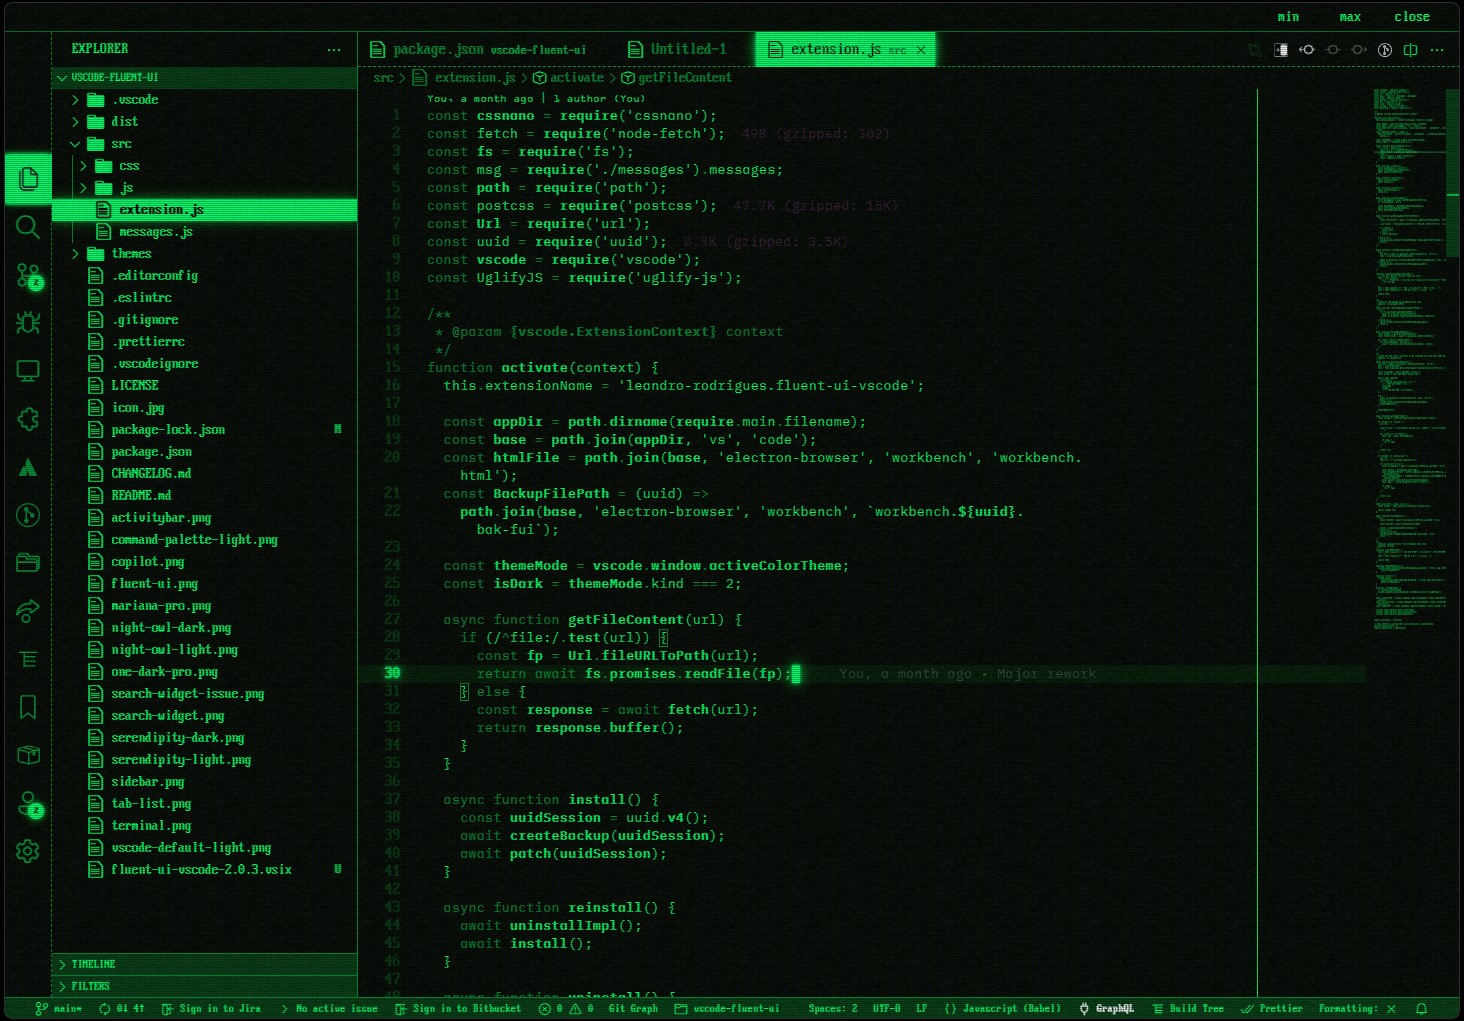 min max close
EXPLORER ...
VSCODE-FLUENT-UI
.vscode
dist
src
css
js
extension.js
messages.js
themes
.editorconfig
.eslintrc
.gitignore
.prettierrc
.vscodeignore
LICENSE
icon.jpg
package-lock.json M
package.json
CHANGELOG.md
README.md
activitybar.png
command-palette-light.png
copilot.png
fluent-ui.png
mariana-pro.png
night-owl-dark.png
night-owl-light.png
one-dark-pro.png
search-widget-issue.png
search-widget.png
serendipity-dark.png
serendipity-light.png
sidebar.png
tab-list.png
terminal.png
vscode-default-light.png
fluent-ui-vscode-2.0.3.vsix U
TIMELINE
FILTERS
2
2
package.json vscode-fluent-ui Untitled-1 extension.js src ×
src > extension.js > activate > getFileContent
You, a month ago | 1 author (You)
1 const cssnano = require('cssnano');
2 const fetch = require('node-fetch'); 498 (gzipped: 302)
3 const fs = require('fs');
4 const msg = require('./messages').messages;
5 const path = require('path');
6 const postcss = require('postcss'); 47.7K (gzipped: 15K)
7 const Url = require('url');
8 const uuid = require('uuid'); 8.3K (gzipped: 3.5K)
9 const vscode = require('vscode');
10 const UglifyJS = require('uglify-js');
11
12 /**
13 * @param {vscode.ExtensionContext} context
14 */
15 function activate(context) {
16 this.extensionName = 'leandro-rodrigues.fluent-ui-vscode';
17
18 const appDir = path.dirname(require.main.filename);
19 const base = path.join(appDir, 'vs', 'code');
20 const htmlFile = path.join(base, 'electron-browser', 'workbench', 'workbench.
html');
21 const BackupFilePath = (uuid) =>
22 path.join(base, 'electron-browser', 'workbench', `workbench.${uuid}.
bak-fui`);
23
24 const themeMode = vscode.window.activeColorTheme;
25 const isDark = themeMode.kind === 2;
26
27 async function getFileContent(url) {
28 if (/^file:/.test(url)) {
29 const fp = Url.fileURLToPath(url);
30 return await fs.promises.readFile(fp); You, a month ago • Major rework
31 } else {
32 const response = await fetch(url);
33 return response.buffer();
34 }
35 }
36
37 async function install() {
38 const uuidSession = uuid.v4();
39 await createBackup(uuidSession);
40 await patch(uuidSession);
41 }
42
43 async function reinstall() {
44 await uninstallImpl();
45 await install();
46 }
47
48 async function uninstall() {
main* 0↓ 4↑ Sign in to Jira > No active issue Sign in to Bitbucket 0 0 Git Graph vscode-fluent-ui Spaces: 2 UTF-8 LF {} Javascript (Babel) GraphQL Build Tree Prettier Formatting: ×